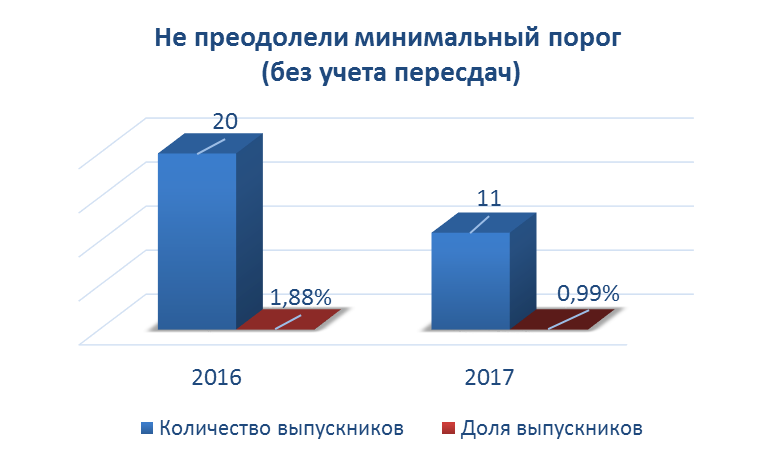 Не преодолели минимальный порог
(без учета пересдач)
20
11
1,88%
0,99%
2016
2017
Количество выпускников
Доля выпускников